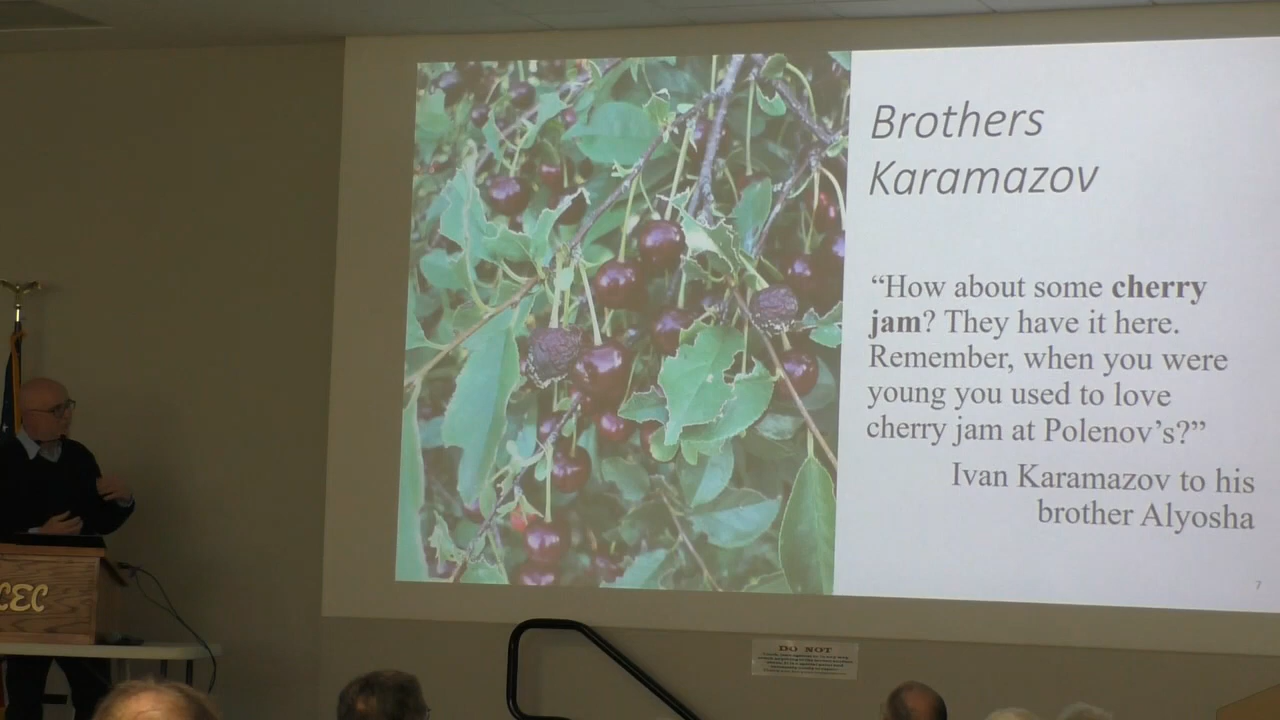 Brothers
Karamazov
“How about some cherry
jam? They have it here.
Remember, when you were
young you used to love
cherry jam at Polenov’s?”
Ivan Karamazov to his
brother Alyosha
7
CEC
DO NOT